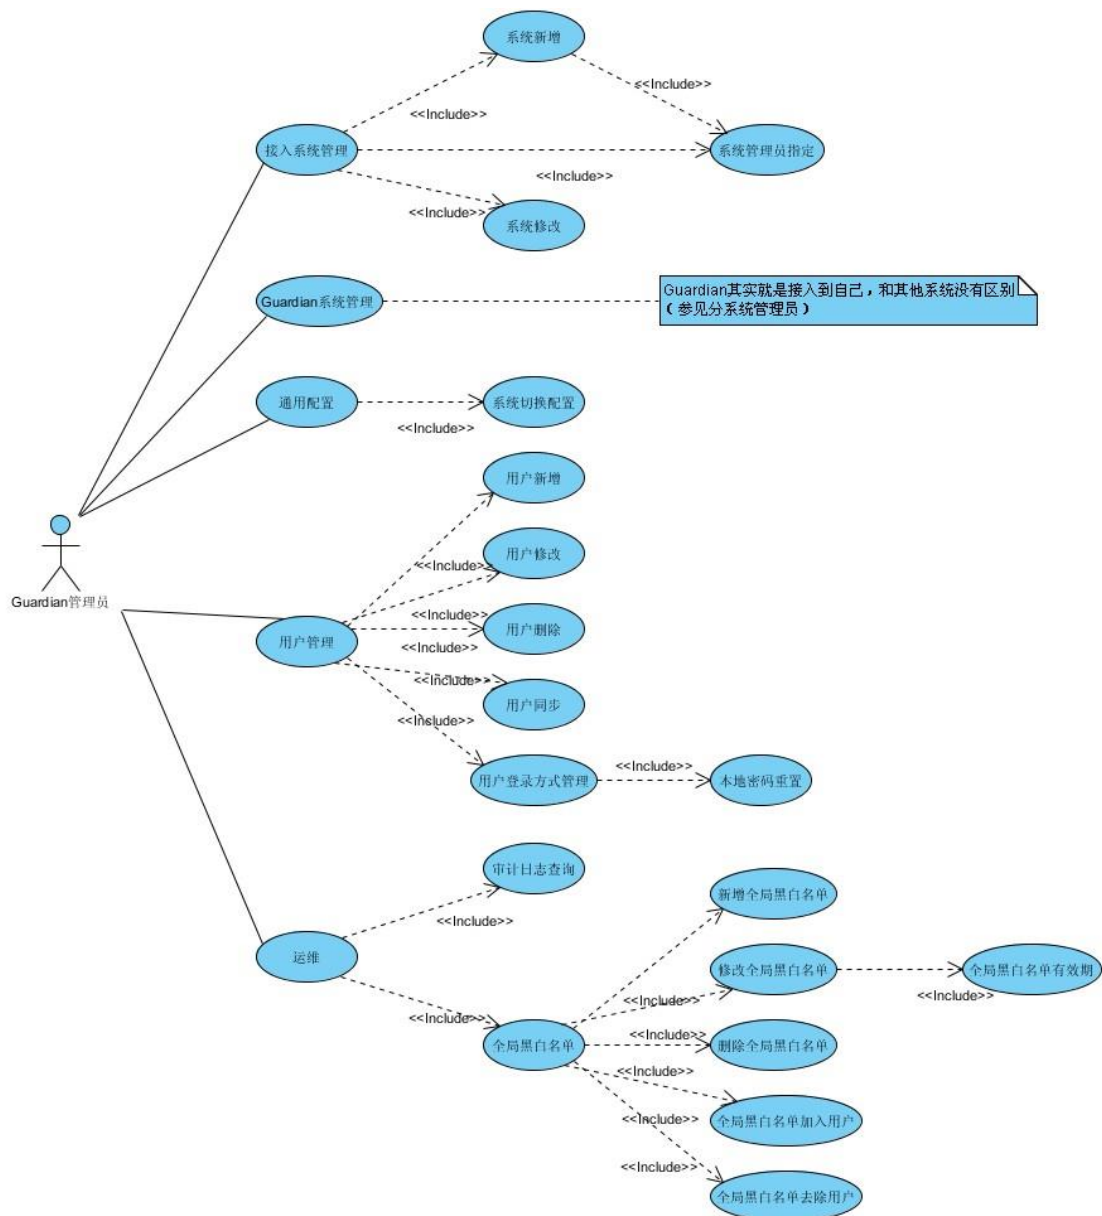 系统新增
<<Include>>
<<Include>>
接入系统管理
系统管理员指定
<<Include>>
<<Include>>
系统修改
Guardian系统管理
Guardian其实就是接入到自己，和其他系统没有区别
（参见分系统管理员）
通用配置
系统切换配置
<<Include>>
用户新增
用户修改
<<Include>>
Guardian管理员
<<Include>>
用户管理
用户删除
<<Include>>
<<Include>>
用户同步
<<Include>>
<<Include>>
用户登录方式管理
本地密码重置
审计日志查询
新增全局黑白名单
<<Include>>
运维
修改全局黑白名单
全局黑白名单有效期
<<Include>>
<<Include>>
<<Include>>
<<Include>>
全局黑白名单
删除全局黑白名单
<<Include>>
<<Include>>
全局黑白名单加入用户
<<Include>>
全局黑白名单去除用户